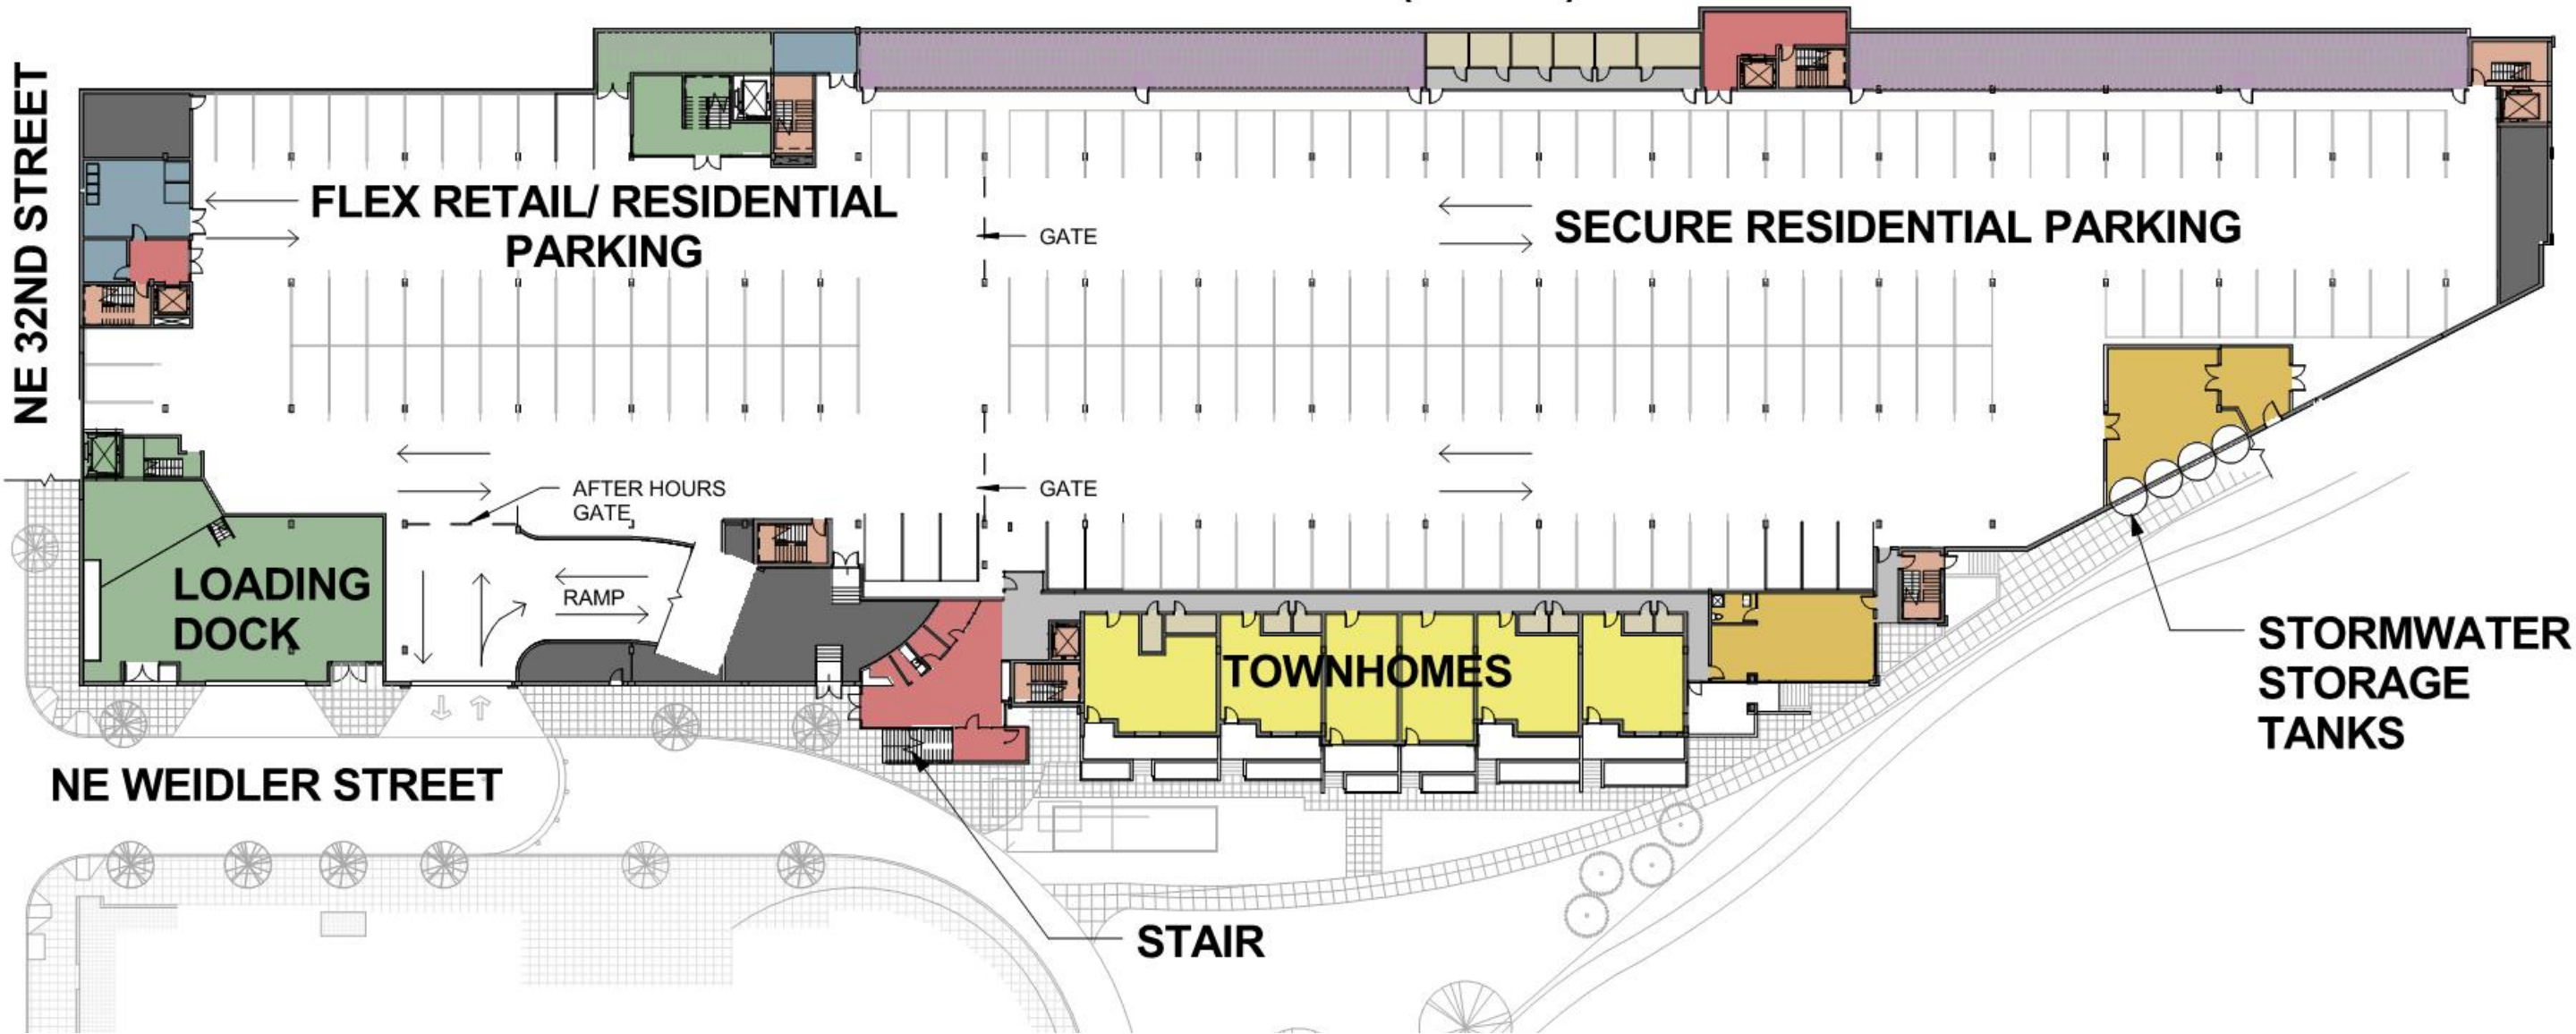 NE 32ND STREET
FLEX RETAIL/ RESIDENTIAL
PARKING
GATE
SECURE RESIDENTIAL PARKING
AFTER HOURS
GATE
GATE
LOADING
DOCK
RAMP
TOWNHOMES
STORMWATER
STORAGE
TANKS
NE WEIDLER STREET
STAIR